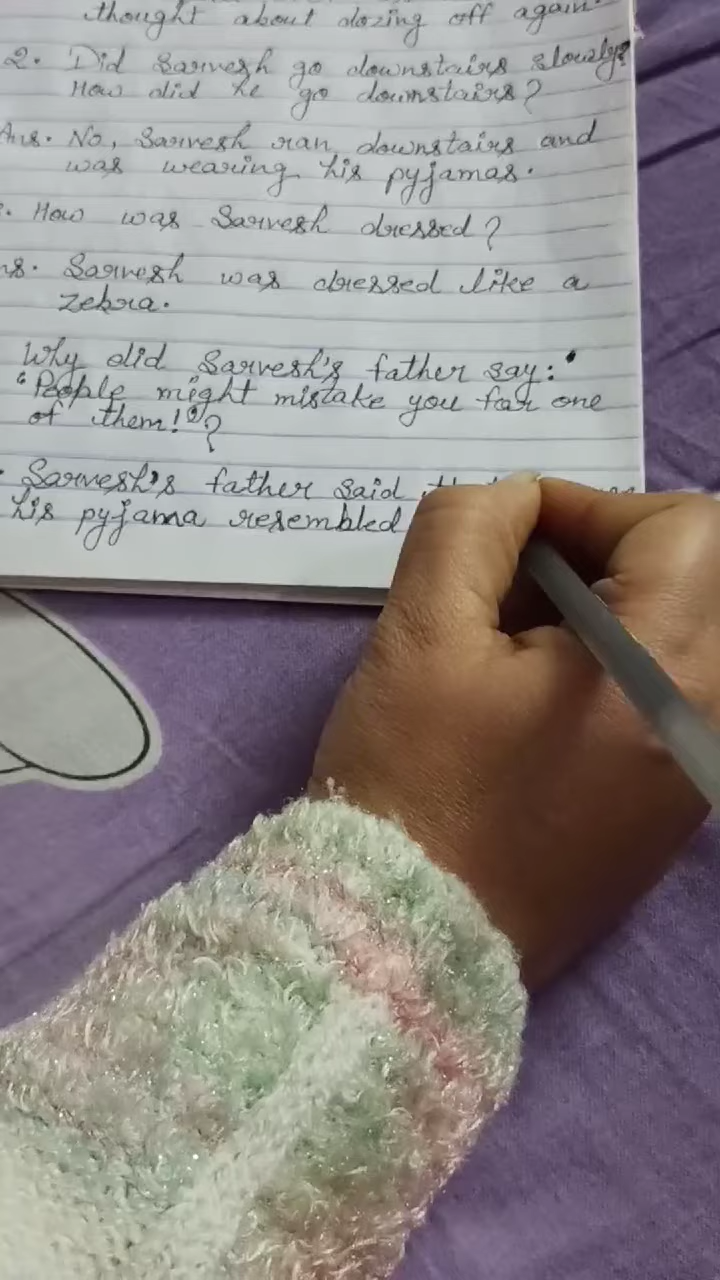 thought about dozing off again.
2. Did Sarvesh go downstairs slowly?
How did he go downstairs?
Ans. No, Sarvesh ran downstairs and
was wearing his pyjamas.
. How was Sarvesh dressed?
ns. Sarvesh was dressed like a
zebra.
Why did Sarvesh's father say:
"People might mistake you for one
of them!"?
. Sarvesh's father said
his pyjama resembled